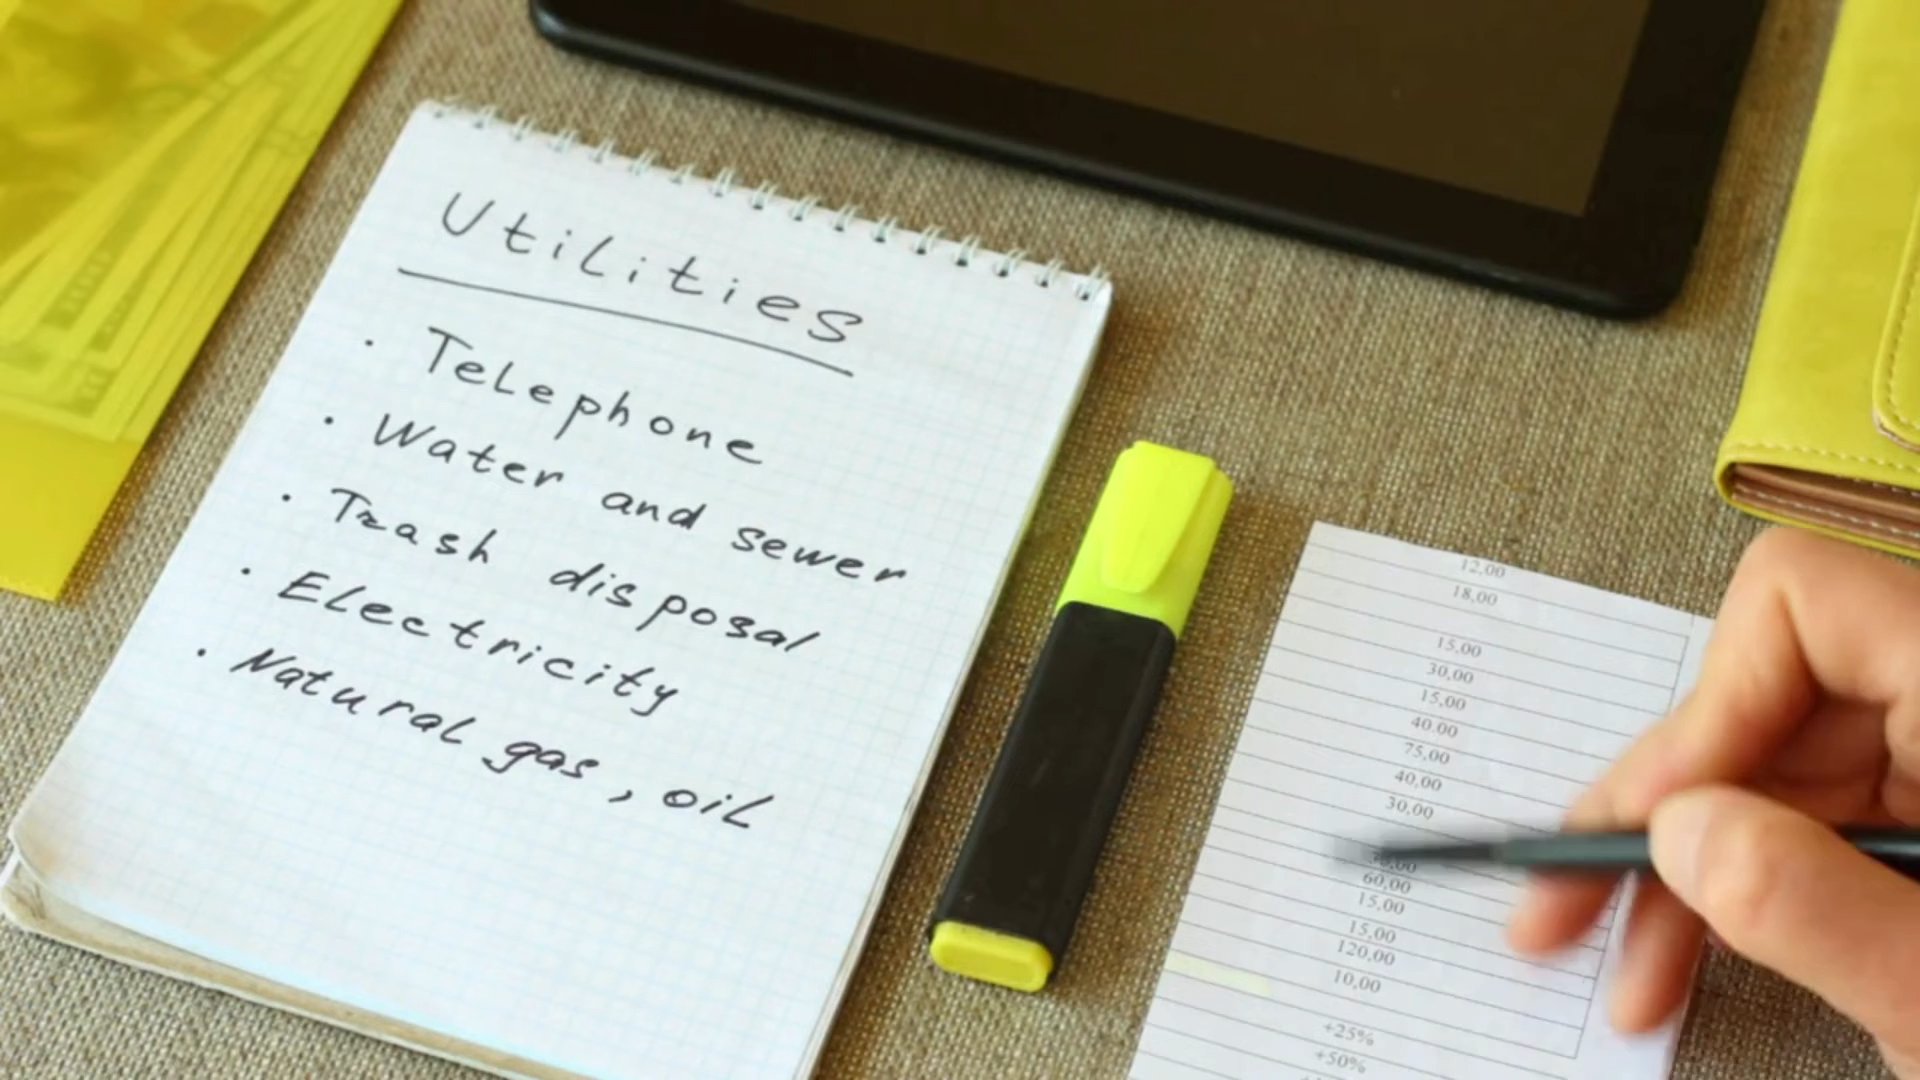 Utilities
· Telephone
· Water and sewer
· Trash disposal
· Electricity
· Natural gas, oil
12,00
18,00
15,00
30,00
15,00
40,00
75,00
40,00
30,00
60,00
15,00
15,00
120,00
10,00
+25%
+50%